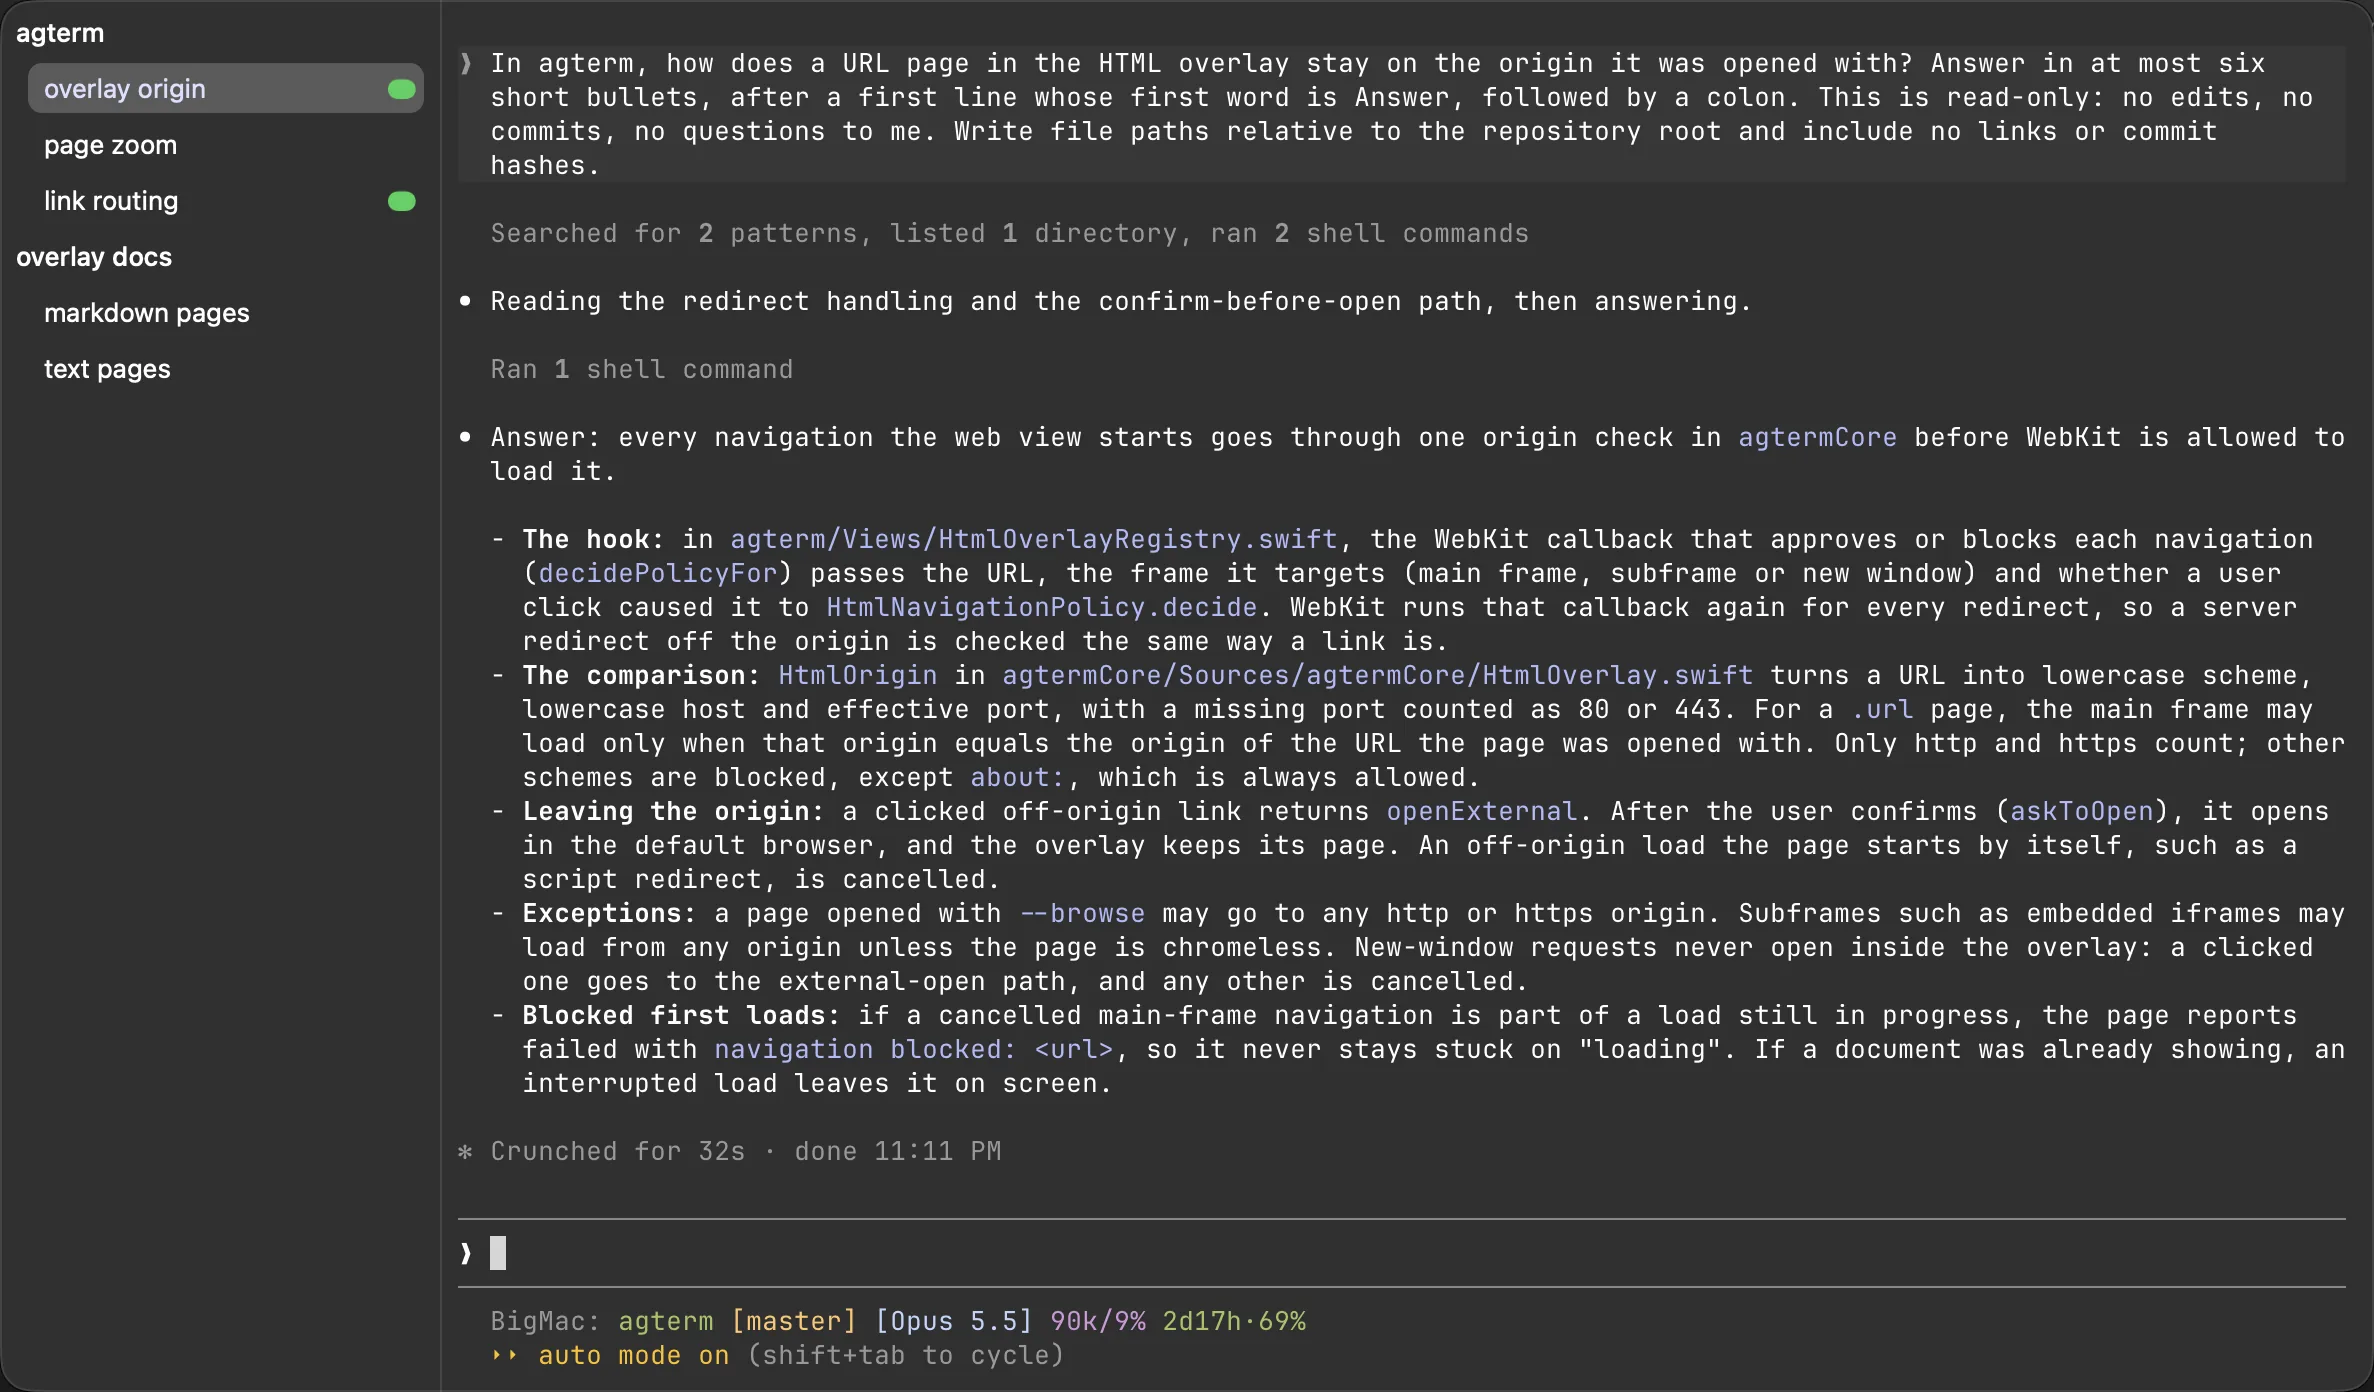 agterm
overlay origin
page zoom
link routing
overlay docs
markdown pages
text pages
❯ In agterm, how does a URL page in the HTML overlay stay on the origin it was opened with? Answer in at most six
short bullets, after a first line whose first word is Answer, followed by a colon. This is read-only: no edits, no
commits, no questions to me. Write file paths relative to the repository root and include no links or commit
hashes.
Searched for 2 patterns, listed 1 directory, ran 2 shell commands
● Reading the redirect handling and the confirm-before-open path, then answering.
Ran 1 shell command
● Answer: every navigation the web view starts goes through one origin check in agtermCore before WebKit is allowed to
load it.
- The hook: in agterm/Views/HtmlOverlayRegistry.swift, the WebKit callback that approves or blocks each navigation
(decidePolicyFor) passes the URL, the frame it targets (main frame, subframe or new window) and whether a user
click caused it to HtmlNavigationPolicy.decide. WebKit runs that callback again for every redirect, so a server
redirect off the origin is checked the same way a link is.
- The comparison: HtmlOrigin in agtermCore/Sources/agtermCore/HtmlOverlay.swift turns a URL into lowercase scheme,
lowercase host and effective port, with a missing port counted as 80 or 443. For a .url page, the main frame may
load only when that origin equals the origin of the URL the page was opened with. Only http and https count; other
schemes are blocked, except about:, which is always allowed.
- Leaving the origin: a clicked off-origin link returns openExternal. After the user confirms (askToOpen), it opens
in the default browser, and the overlay keeps its page. An off-origin load the page starts by itself, such as a
script redirect, is cancelled.
- Exceptions: a page opened with --browse may go to any http or https origin. Subframes such as embedded iframes may
load from any origin unless the page is chromeless. New-window requests never open inside the overlay: a clicked
one goes to the external-open path, and any other is cancelled.
- Blocked first loads: if a cancelled main-frame navigation is part of a load still in progress, the page reports
failed with navigation blocked: <url>, so it never stays stuck on "loading". If a document was already showing, an
interrupted load leaves it on screen.
✻ Crunched for 32s · done 11:11 PM
❯
BigMac: agterm [master] [Opus 5.5] 90k/9% 2d17h·69%
‣‣ auto mode on (shift+tab to cycle)